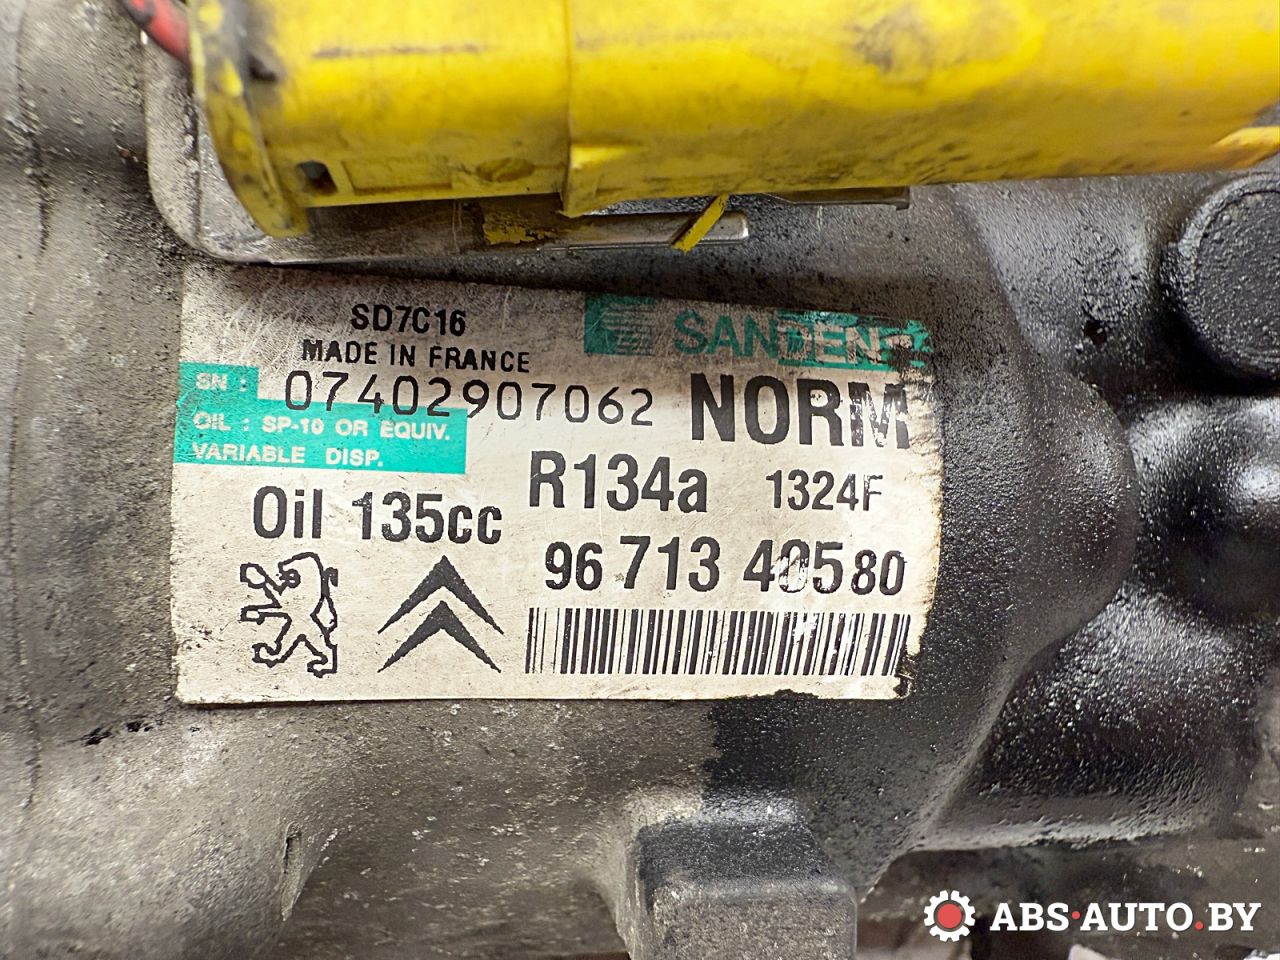 SD7C16
MADE IN FRANCE
SANDEN
SN : 07402907062
NORM
OIL : SP-10 OR EQUIV.
VARIABLE DISP.
Oil 135cc
R134a 1324F
96 713 405 80
ABS·AUTO.BY